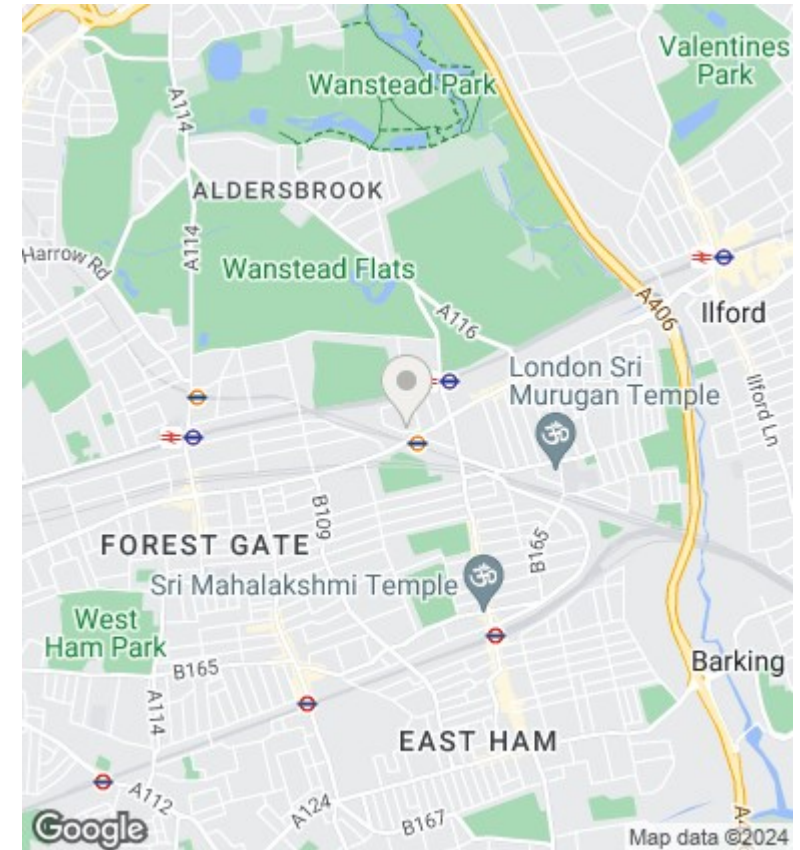 Valentines
Park
Wanstead Park
A114
ALDERSBROOK
Harrow Rd
A114
Wanstead Flats
A116
A406
Ilford
Ilford Ln
London Sri
Murugan Temple
B109
FOREST GATE
B165
Sri Mahalakshmi Temple
West
Ham Park
B165
A114
Barking
EAST HAM
A112
A124
B167
Google
Map data ©2024